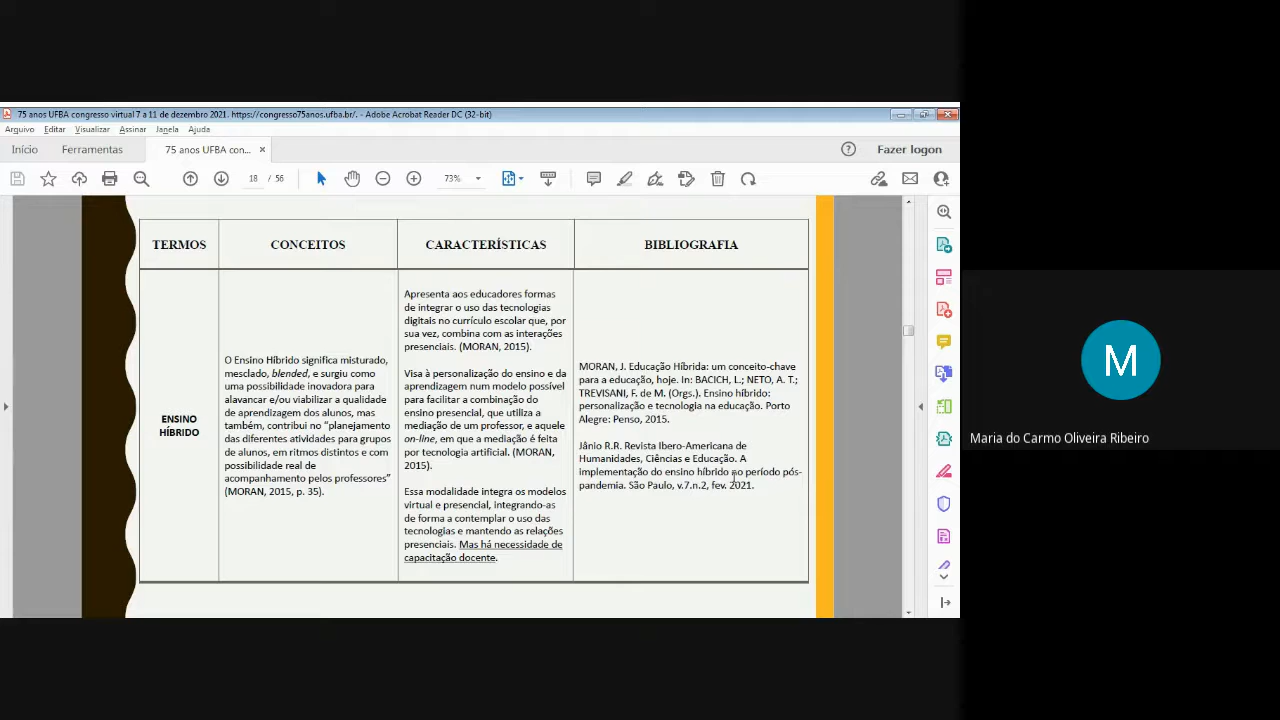 75 anos UFBA congresso virtual 7 a 11 de dezembro 2021. https://congresso75anos.ufba.br/. - Adobe Acrobat Reader DC (32-bit)
Arquivo Editar Visualizar Assinar Janela Ajuda
Início Ferramentas 75 anos UFBA con... × Fazer logon
18 / 56 73%
TERMOS CONCEITOS CARACTERÍSTICAS BIBLIOGRAFIA
ENSINO
HÍBRIDO
O Ensino Híbrido significa misturado,
mesclado, blended, e surgiu como
uma possibilidade inovadora para
alavancar e/ou viabilizar a qualidade
de aprendizagem dos alunos, mas
também, contribui no “planejamento
das diferentes atividades para grupos
de alunos, em ritmos distintos e com
possibilidade real de
acompanhamento pelos professores”
(MORAN, 2015, p. 35).
Apresenta aos educadores formas
de integrar o uso das tecnologias
digitais no currículo escolar que, por
sua vez, combina com as interações
presenciais. (MORAN, 2015).
Visa à personalização do ensino e da
aprendizagem num modelo possível
para facilitar a combinação do
ensino presencial, que utiliza a
mediação de um professor, e aquele
on-line, em que a mediação é feita
por tecnologia artificial. (MORAN,
2015).
Essa modalidade integra os modelos
virtual e presencial, integrando-as
de forma a contemplar o uso das
tecnologias e mantendo as relações
presenciais. Mas há necessidade de
capacitação docente.
MORAN, J. Educação Híbrida: um conceito-chave
para a educação, hoje. In: BACICH, L.; NETO, A. T.;
TREVISANI, F. de M. (Orgs.). Ensino híbrido:
personalização e tecnologia na educação. Porto
Alegre: Penso, 2015.
Jânio R.R. Revista Ibero-Americana de
Humanidades, Ciências e Educação. A
implementação do ensino híbrido no período pós-
pandemia. São Paulo, v.7.n.2, fev. 2021.
M
Maria do Carmo Oliveira Ribeiro